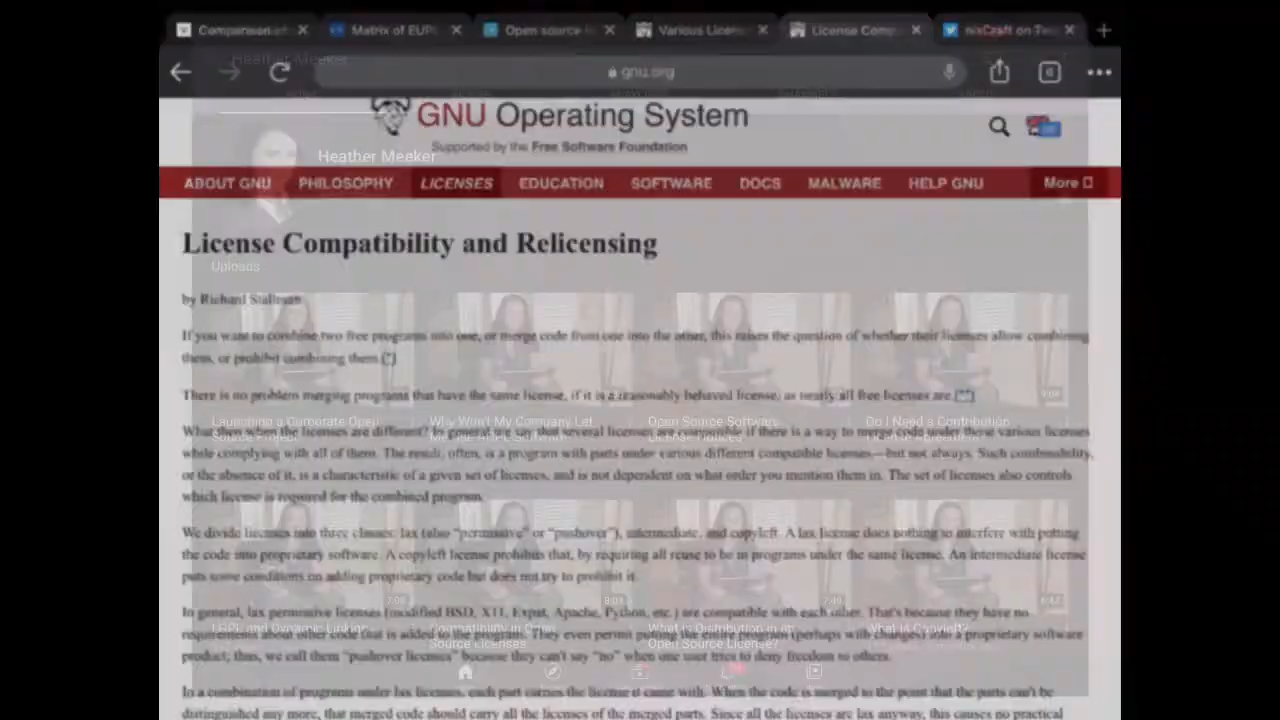 Comparison of
Matrix of EUPL
Open source
Various Licens
License Comp
nixCraft on Tw
gnu.org
Heather Meeker
GNU Operating System
Supported by the Free Software Foundation
ABOUT GNU PHILOSOPHY LICENSES EDUCATION SOFTWARE DOCS MALWARE HELP GNU More
Heather Meeker
License Compatibility and Relicensing
Uploads
by Richard Stallman
If you want to combine two free programs into one, or merge code from one into the other, this raises the question of whether their licenses allow combining
them, or prohibit combining them.
There is no problem merging programs that have the same license, if it is a reasonably behaved license, as nearly all free licenses are.
Launching a Corporate Open
Source Project
Why Won't My Company Let
Me Use AGPL Software?
Open Source Software
License Notices
Do I Need a Contribution
License Agreement?
What then when the licenses are different? In general we say that several licenses are compatible if there is a way to merge code under those various licenses
while complying with all of them. The result, often, is a program with parts under various different compatible licenses—but not always. Such combinability,
or the absence of it, is a characteristic of a given set of licenses, and is not dependent on what order you mention them in. The set of licenses also controls
which license is required for the combined program.
We divide licenses into three classes: lax (also "permissive" or "pushover"), intermediate, and copyleft. A lax license does nothing to interfere with putting
the code into proprietary software. A copyleft license prohibits that, by requiring all reuse to be in programs under the same license. An intermediate license
puts some conditions on adding proprietary code but does not try to prohibit it.
In general, lax permissive licenses (modified BSD, X11, Expat, Apache, Python, etc.) are compatible with each other. That's because they have no
requirement about other code that is added to the program. They even permit putting the entire program (perhaps with changes) into a proprietary software
product; thus, we call them "pushover licenses" because they can't say "no" when one user tries to deny freedom to others.
LGPL and Dynamic Linking
Compatibility in Open
Source Licenses
What is Distribution in an
Open Source License?
What is Copyleft?
In a combination of programs under lax licenses, each part carries the license it came with. When the code is merged to the point that the parts can't be
distinguished any more, that merged code should carry all the licenses of the merged parts. Since all the licenses are lax anyway, this causes no practical